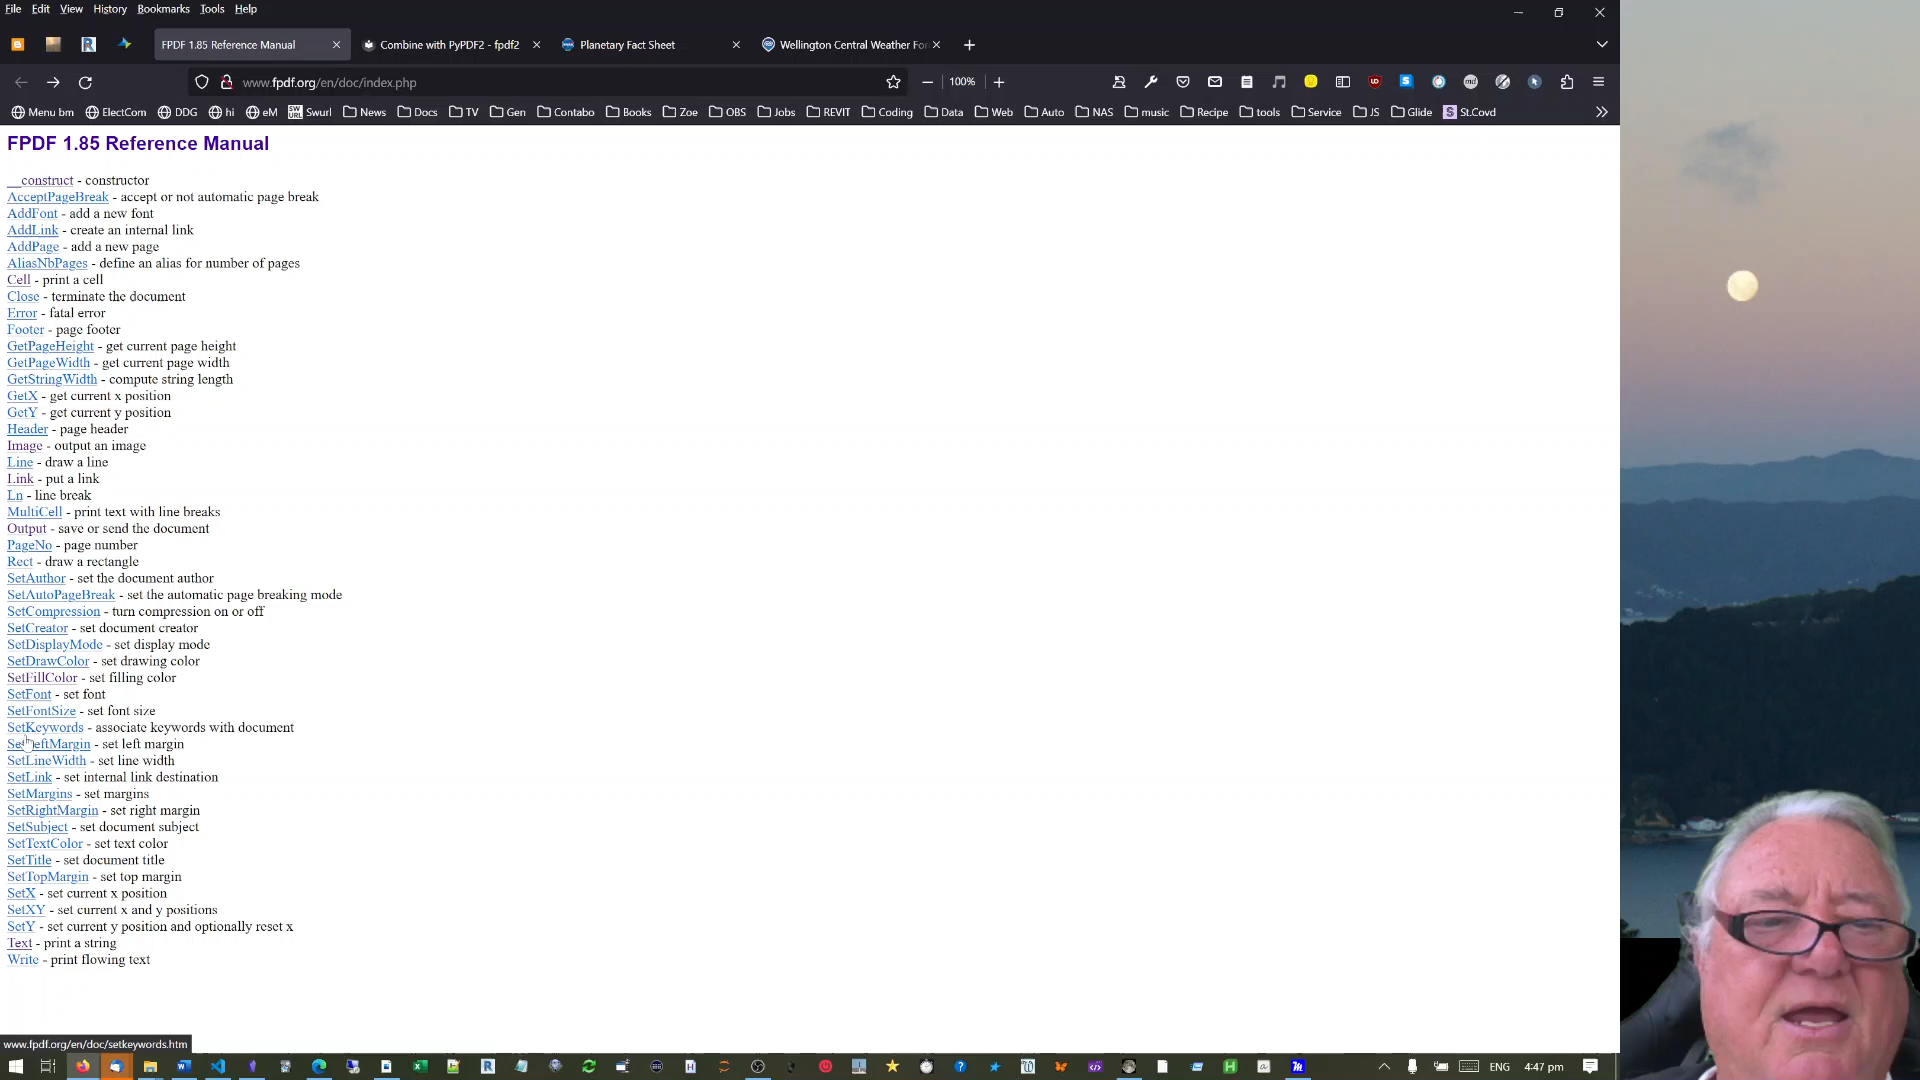 File Edit View History Bookmarks Tools Help
FPDF 1.85 Reference Manual Combine with PyPDF2 - fpdf2 Planetary Fact Sheet Wellington Central Weather For
www.fpdf.org/en/doc/index.php 100%
Menu bm ElectCom DDG hi eM Swurl News Docs TV Gen Contabo Books Zoe OBS Jobs REVIT Coding Data Web Auto NAS music Recipe tools Service JS Glide St.Covd
FPDF 1.85 Reference Manual
__construct - constructor
AcceptPageBreak - accept or not automatic page break
AddFont - add a new font
AddLink - create an internal link
AddPage - add a new page
AliasNbPages - define an alias for number of pages
Cell - print a cell
Close - terminate the document
Error - fatal error
Footer - page footer
GetPageHeight - get current page height
GetPageWidth - get current page width
GetStringWidth - compute string length
GetX - get current x position
GetY - get current y position
Header - page header
Image - output an image
Line - draw a line
Link - put a link
Ln - line break
MultiCell - print text with line breaks
Output - save or send the document
PageNo - page number
Rect - draw a rectangle
SetAuthor - set the document author
SetAutoPageBreak - set the automatic page breaking mode
SetCompression - turn compression on or off
SetCreator - set document creator
SetDisplayMode - set display mode
SetDrawColor - set drawing color
SetFillColor - set filling color
SetFont - set font
SetFontSize - set font size
SetKeywords - associate keywords with document
SetLeftMargin - set left margin
SetLineWidth - set line width
SetLink - set internal link destination
SetMargins - set margins
SetRightMargin - set right margin
SetSubject - set document subject
SetTextColor - set text color
SetTitle - set document title
SetTopMargin - set top margin
SetX - set current x position
SetXY - set current x and y positions
SetY - set current y position and optionally reset x
Text - print a string
Write - print flowing text
www.fpdf.org/en/doc/setkeywords.htm
ENG 4:47 pm